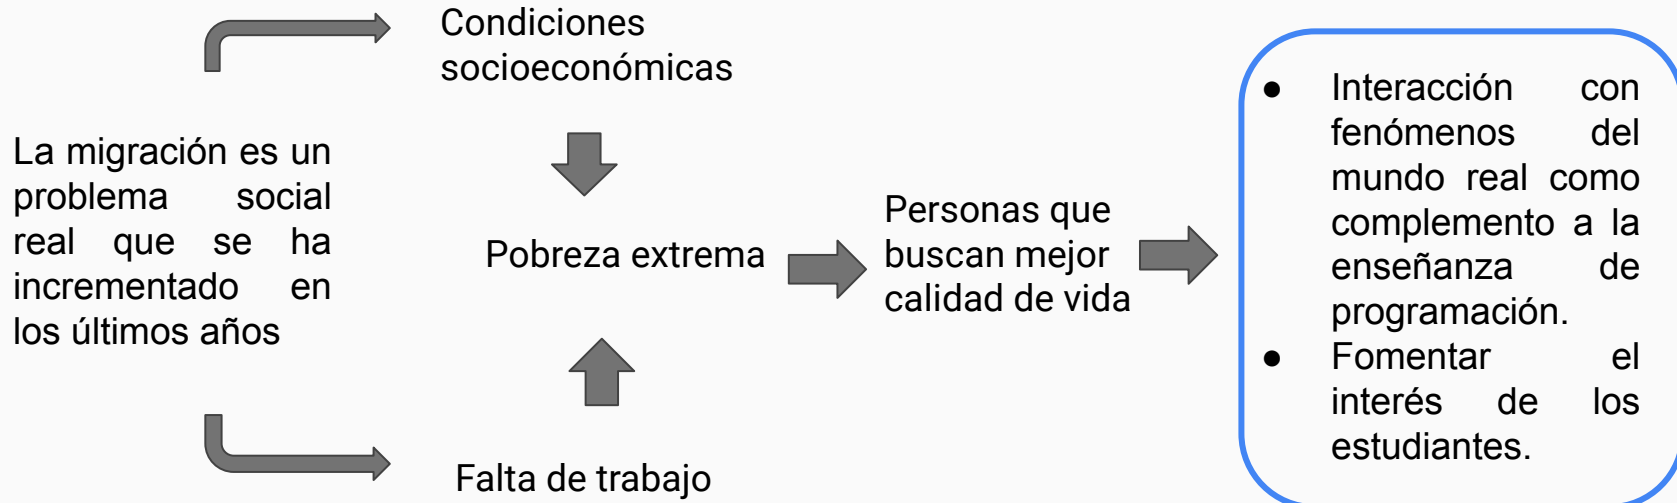 La migración es un
problema social
real que se ha
incrementado en
los últimos años
Condiciones
socioeconómicas
Pobreza extrema
Falta de trabajo
Personas que
buscan mejor
calidad de vida
● Interacción con
fenómenos del
mundo real como
complemento a la
enseñanza de
programación.
● Fomentar el
interés de los
estudiantes.